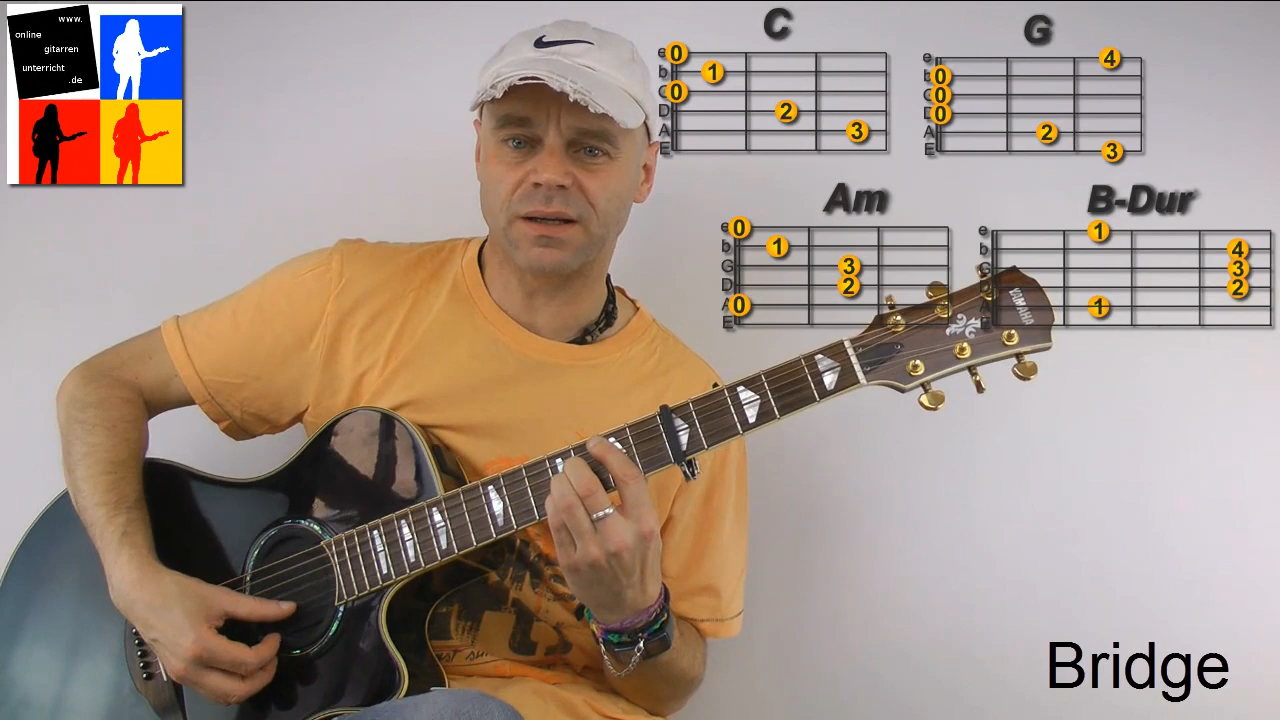 www.
online
gitarren
unterricht
.de
C
e 0
b 1
G 0
D 2
A 3
E
G
e 4
b 0
G 0
D 0
A 2
E 3
Am
e 0
b 1
G 3
D 2
A 0
E
B-Dur
e 1
b 4
G 3
D 2
A 1
E
YAMAHA
Bridge